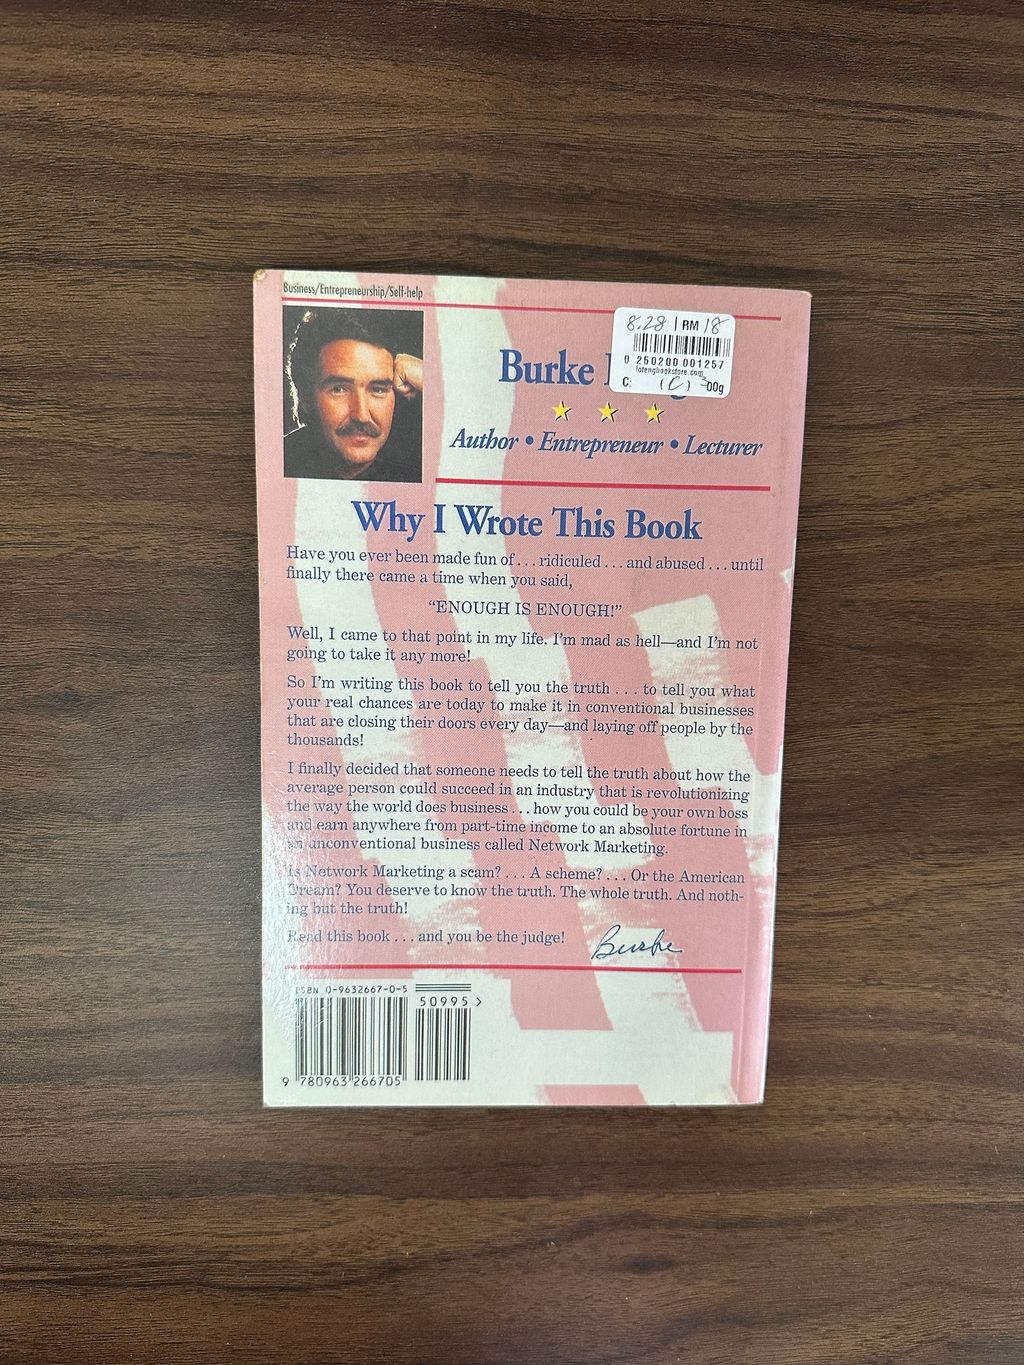 Business/Entrepreneurship/Self-help
8.28 | RM 18
0 250200 001257
lotengbookstore.com
C: (C) 00g
Burke
Author • Entrepreneur • Lecturer
Why I Wrote This Book
Have you ever been made fun of . . . ridiculed . . . and abused . . . until
finally there came a time when you said,
“ENOUGH IS ENOUGH!”
Well, I came to that point in my life. I’m mad as hell—and I’m not
going to take it any more!
So I’m writing this book to tell you the truth . . . to tell you what
your real chances are today to make it in conventional businesses
that are closing their doors every day—and laying off people by the
thousands!
I finally decided that someone needs to tell the truth about how the
average person could succeed in an industry that is revolutionizing
the way the world does business . . . how you could be your own boss
and earn anywhere from part-time income to an absolute fortune in
an unconventional business called Network Marketing.
Is Network Marketing a scam? . . . A scheme? . . . Or the American
Dream? You deserve to know the truth. The whole truth. And noth-
ing but the truth!
Read this book . . . and you be the judge!
Burke
ISBN 0-9632667-0-5
50995 >
9 780963 266705